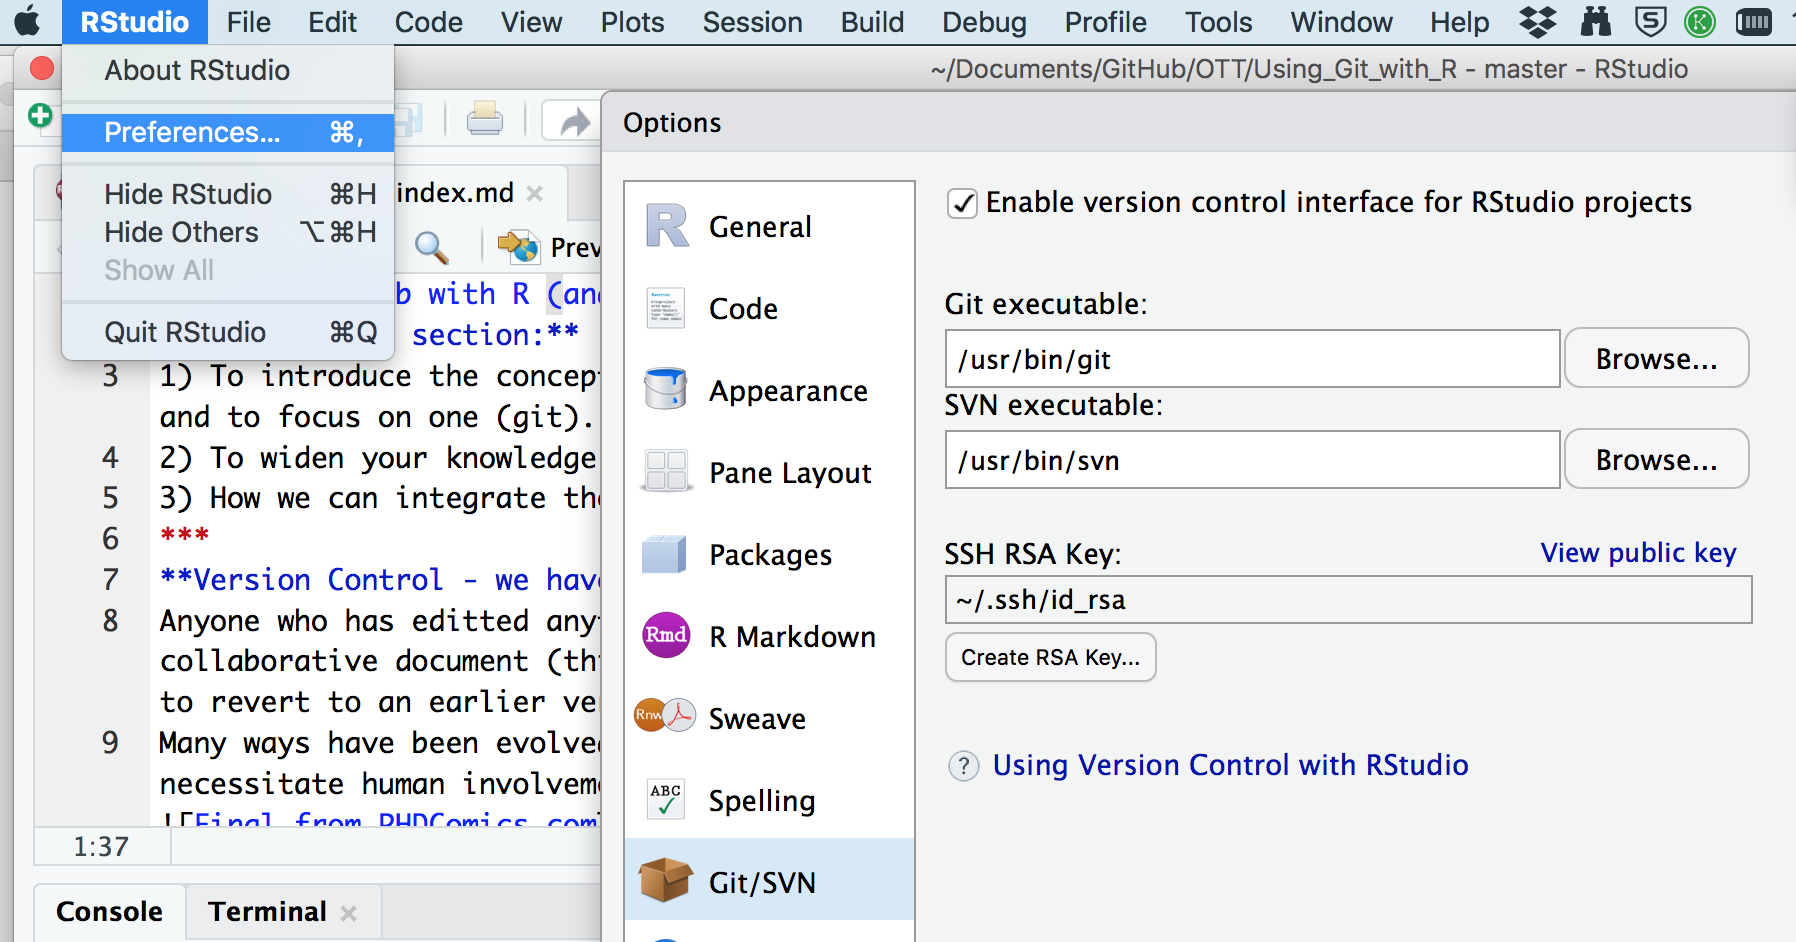 RStudio File Edit Code View Plots Session Build Debug Profile Tools Window Help
~/Documents/GitHub/OTT/Using_Git_with_R - master - RStudio
About RStudio
Preferences... ⌘,
Hide RStudio ⌘H
Hide Others ⌥⌘H
Show All
Quit RStudio ⌘Q
index.md
Prev
b with R (an
section:**
3 1) To introduce the concep
and to focus on one (git).
4 2) To widen your knowledge
5 3) How we can integrate th
6 ***
7 **Version Control - we hav
8 Anyone who has editted any
collaborative document (th
to revert to an earlier ve
9 Many ways have been evolve
necessitate human involvem
![Final from PHDComics.com
1:37
Console Terminal
Options
General
Code
Appearance
Pane Layout
Packages
Rmd R Markdown
Rnw Sweave
ABC Spelling
Git/SVN
Enable version control interface for RStudio projects
Git executable:
/usr/bin/git Browse...
SVN executable:
/usr/bin/svn Browse...
SSH RSA Key: View public key
~/.ssh/id_rsa
Create RSA Key...
? Using Version Control with RStudio